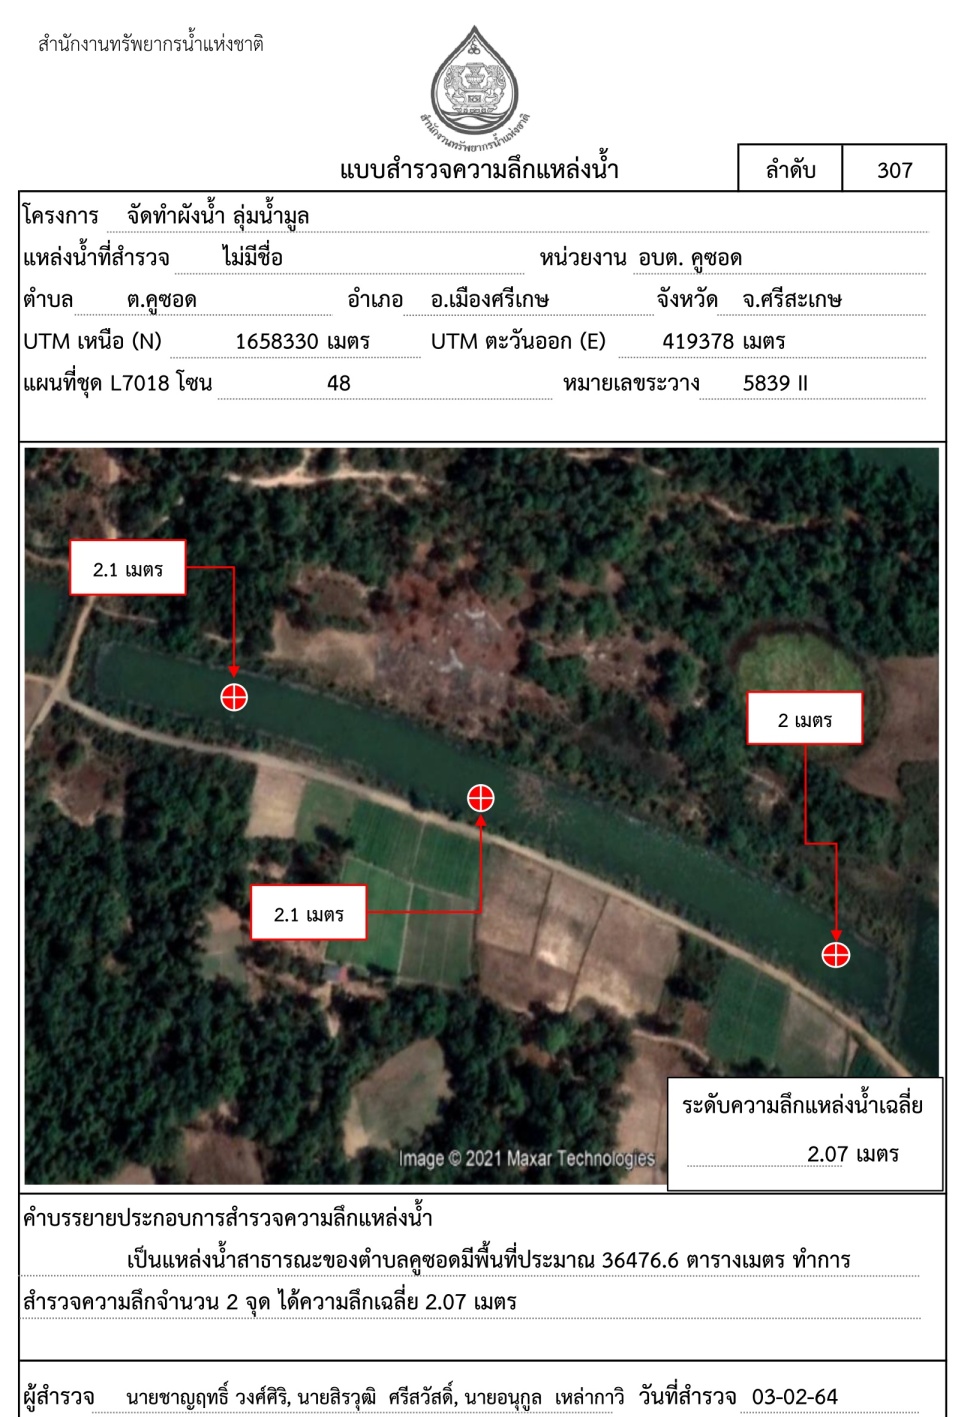 สำนักงานทรัพยากรน้ำแห่งชาติ
สำนักงานทรัพยากรน้ำแห่งชาติ
แบบสำรวจความลึกแหล่งน้ำ
ลำดับ 307
โครงการ จัดทำผังน้ำ ลุ่มน้ำมูล
แหล่งน้ำที่สำรวจ ไม่มีชื่อ หน่วยงาน อบต. คูซอด
ตำบล ต.คูซอด อำเภอ อ.เมืองศรีเกษ จังหวัด จ.ศรีสะเกษ
UTM เหนือ (N) 1658330 เมตร UTM ตะวันออก (E) 419378 เมตร
แผนที่ชุด L7018 โซน 48 หมายเลขระวาง 5839 II
2.1 เมตร
2 เมตร
2.1 เมตร
ระดับความลึกแหล่งน้ำเฉลี่ย
2.07 เมตร
Image © 2021 Maxar Technologies
คำบรรยายประกอบการสำรวจความลึกแหล่งน้ำ
เป็นแหล่งน้ำสาธารณะของตำบลคูซอดมีพื้นที่ประมาณ 36476.6 ตารางเมตร ทำการ
สำรวจความลึกจำนวน 2 จุด ได้ความลึกเฉลี่ย 2.07 เมตร
ผู้สำรวจ นายชาญฤทธิ์ วงศ์ศิริ, นายสิรวุฒิ ศรีสวัสดิ์, นายอนุกูล เหล่ากาวี วันที่สำรวจ 03-02-64